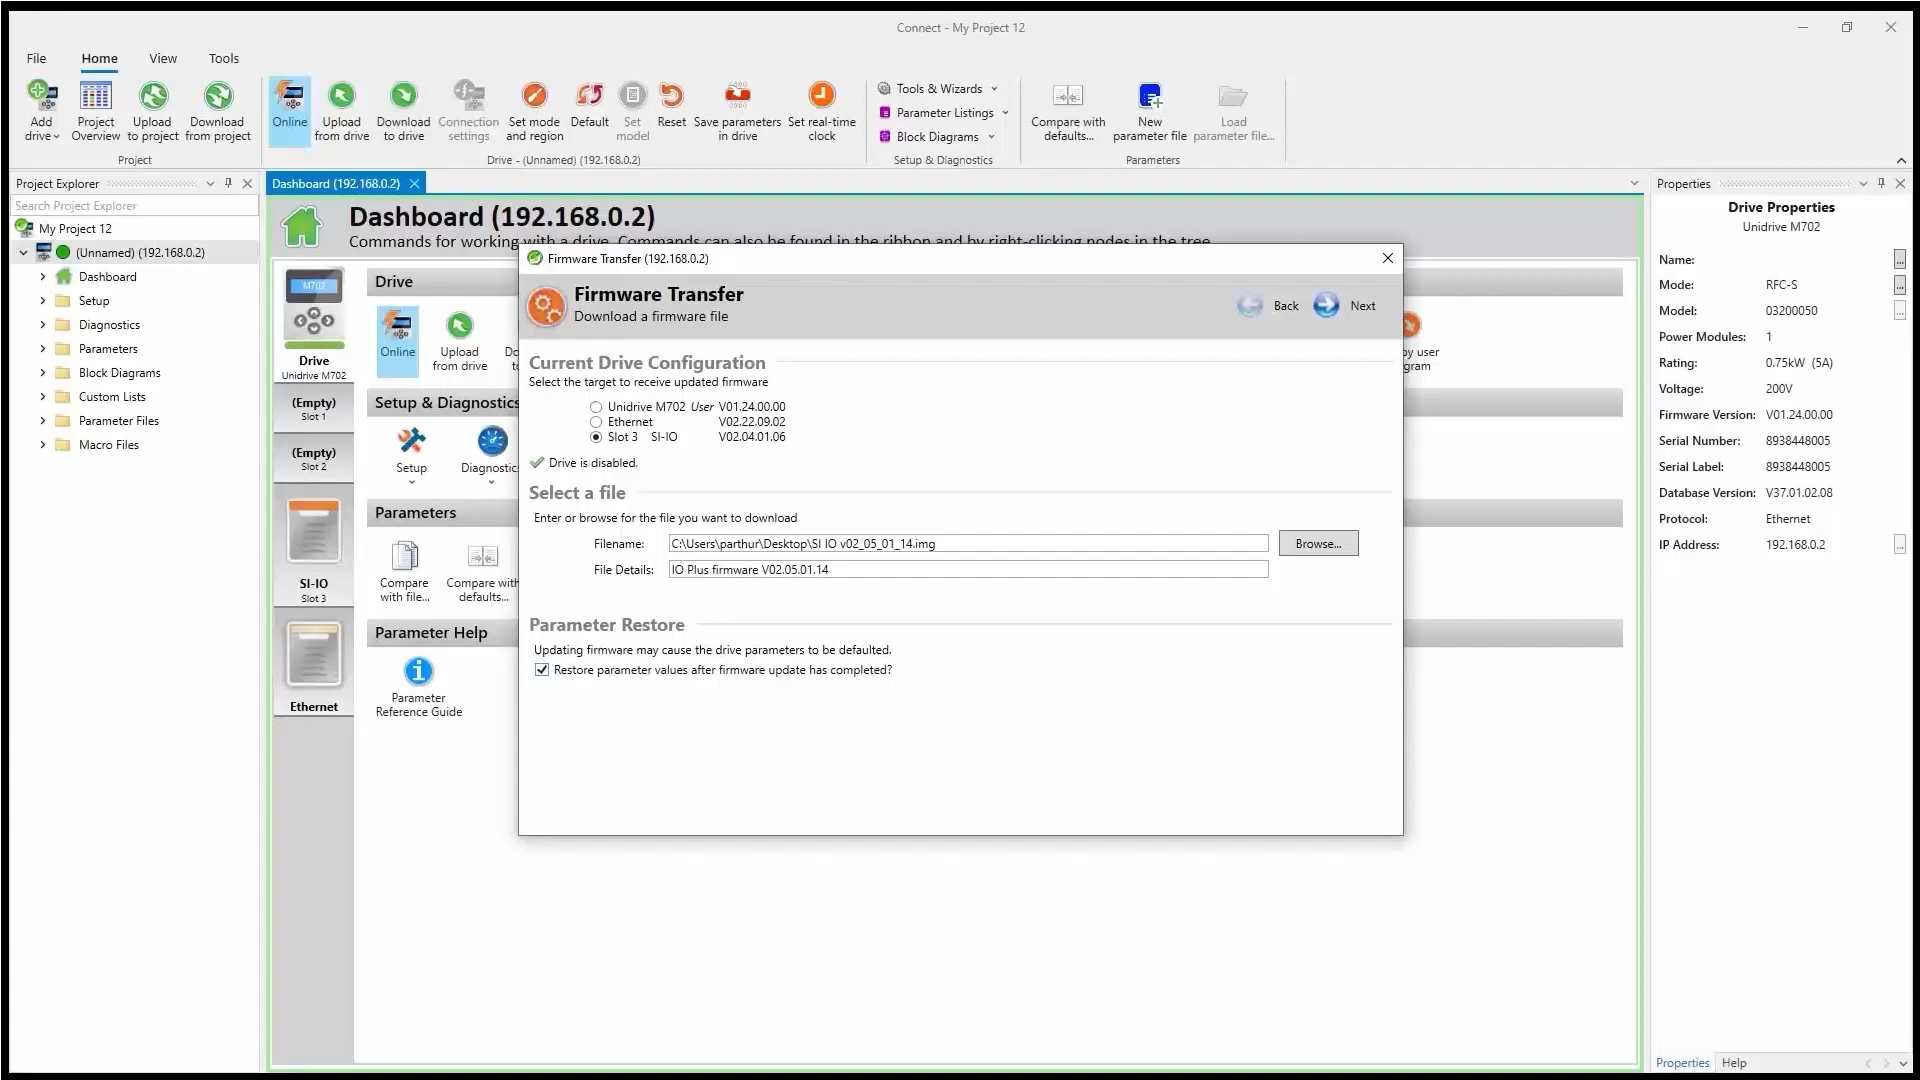 Connect - My Project 12
File
Home
View
Tools
Add
drive
Project
Overview
Upload
to project
Download
from project
Project
Online
Upload
from drive
Download
to drive
Connection
settings
Set mode
and region
Default
Set
model
Reset
Save parameters
in drive
Set real-time
clock
Drive - (Unnamed) (192.168.0.2)
Tools & Wizards
Parameter Listings
Block Diagrams
Setup & Diagnostics
Compare with
defaults...
New
parameter file
Load
parameter file...
Parameters
Project Explorer
Search Project Explorer
My Project 12
(Unnamed) (192.168.0.2)
Dashboard
Setup
Diagnostics
Parameters
Block Diagrams
Custom Lists
Parameter Files
Macro Files
Dashboard (192.168.0.2)
Dashboard (192.168.0.2)
Commands for working with a drive. Commands can also be found in the ribbon and by right-clicking nodes in the tree.
M702
Drive
Unidrive M702
(Empty)
Slot 1
(Empty)
Slot 2
SI-IO
Slot 3
Ethernet
Drive
Online
Upload
from drive
Setup & Diagnostics
Setup
Diagnostic
Parameters
Compare
with file...
Compare with
defaults...
Parameter Help
Parameter
Reference Guide
by user
gram
Firmware Transfer (192.168.0.2)
Firmware Transfer
Download a firmware file
Back
Next
Current Drive Configuration
Select the target to receive updated firmware
Unidrive M702 User V01.24.00.00
Ethernet V02.22.09.02
Slot 3 SI-IO V02.04.01.06
Drive is disabled.
Select a file
Enter or browse for the file you want to download
Filename: C:\Users\parthur\Desktop\SI IO v02_05_01_14.img
Browse...
File Details: IO Plus firmware V02.05.01.14
Parameter Restore
Updating firmware may cause the drive parameters to be defaulted.
Restore parameter values after firmware update has completed?
Properties
Drive Properties
Unidrive M702
Name:
Mode: RFC-S
Model: 03200050
Power Modules: 1
Rating: 0.75kW (5A)
Voltage: 200V
Firmware Version: V01.24.00.00
Serial Number: 8938448005
Serial Label: 8938448005
Database Version: V37.01.02.08
Protocol: Ethernet
IP Address: 192.168.0.2
Properties
Help